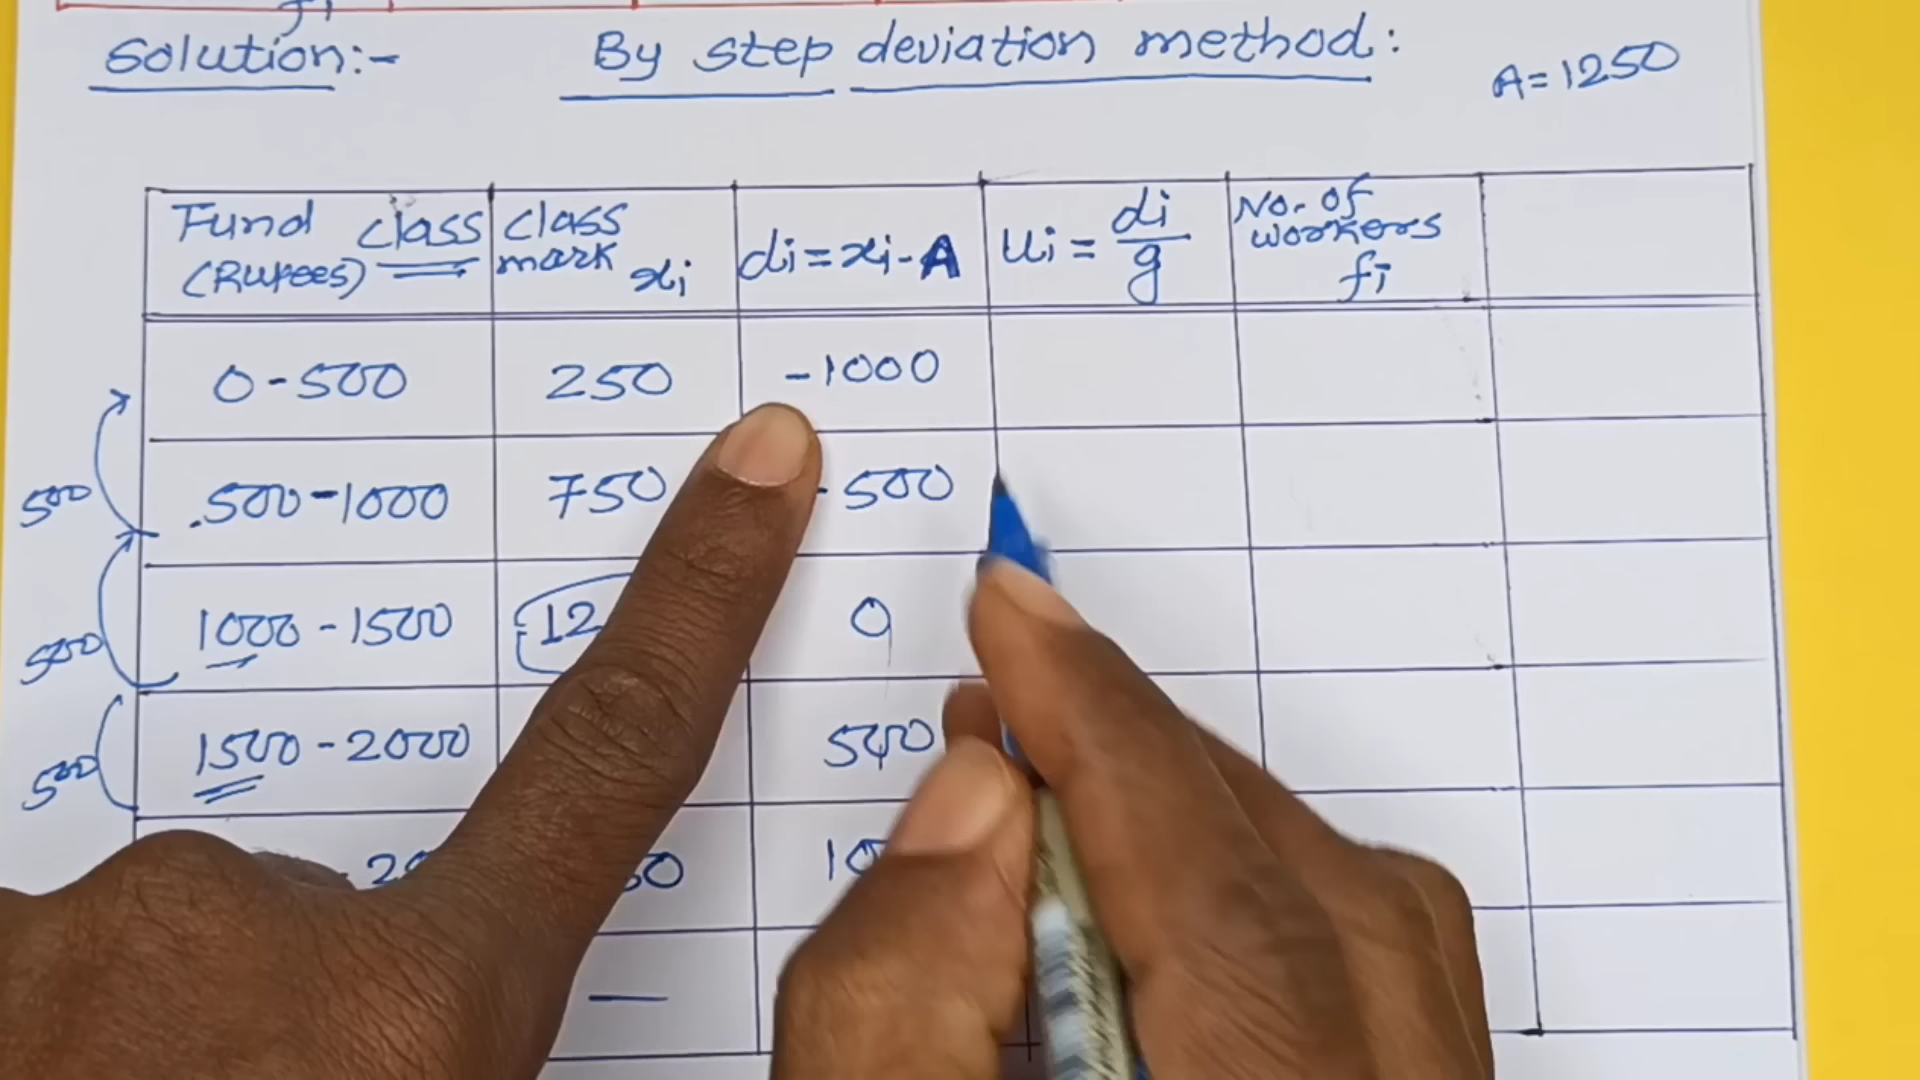 Solution:- By step deviation method:
A=1250
Fund class (Rupees)
class mark xi
di = xi - A
ui = di/g
No. of workers fi
0-500 250 -1000
500-1000 750 -500
1000-1500 12 0
1500-2000 500
500
500
500
—